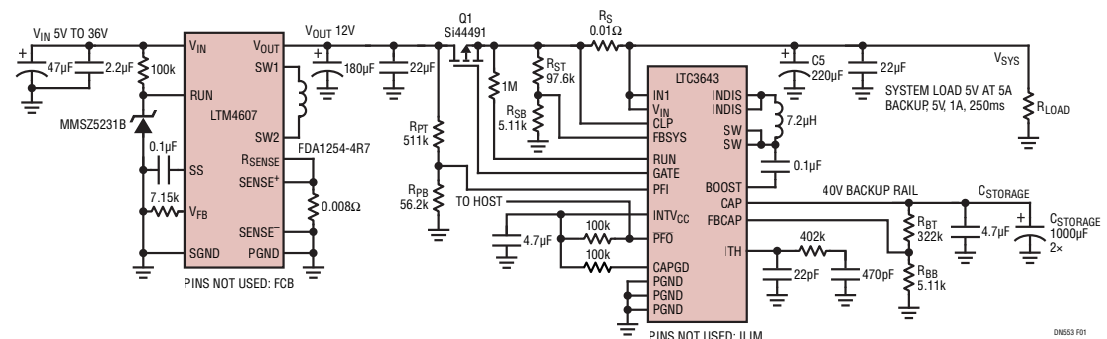 VIN 5V TO 36V
47µF
2.2µF
100k
MMSZ5231B
0.1µF
7.15k
VIN
RUN
SS
VFB
SGND
LTM4607
VOUT
SW1
SW2
RSENSE
SENSE+
SENSE–
PGND
PINS NOT USED: FCB
VOUT 12V
180µF
22µF
FDA1254-4R7
0.008Ω
Q1
Si44491
RPT
511k
RPB
56.2k
1M
RST
97.6k
RSB
5.11k
RS
0.01Ω
TO HOST
4.7µF
100k
100k
LTC3643
IN1
VIN
CLP
FBSYS
RUN
GATE
PFI
INTVCC
PFO
CAPGD
PGND
PGND
PGND
INDIS
INDIS
SW
SW
BOOST
CAP
FBCAP
ITH
PINS NOT USED: ILIM
7.2µH
0.1µF
C5
220µF
22µF
VSYS
SYSTEM LOAD 5V AT 5A
BACKUP, 5V, 1A, 250ms
RLOAD
40V BACKUP RAIL
CSTORAGE
402k
22pF
470pF
RBT
322k
RBB
5.11k
4.7µF
CSTORAGE
1000µF
2×
DN553 F01